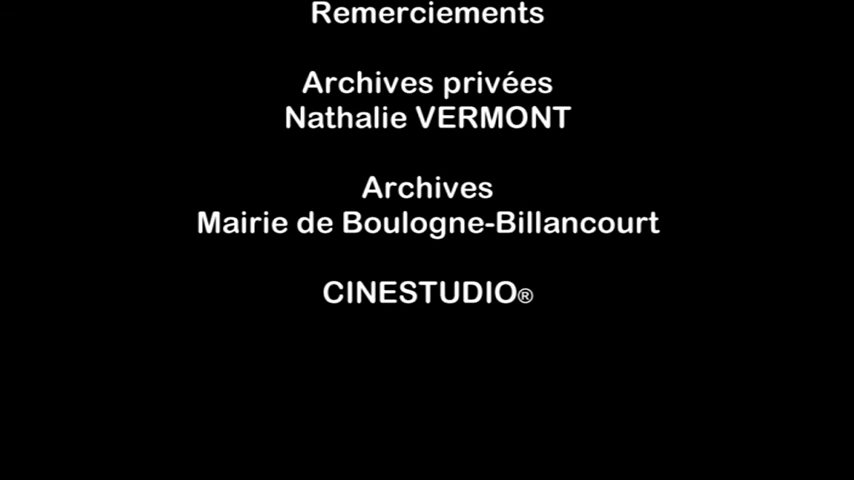 Remerciements
Archives privées
Nathalie VERMONT
Archives
Mairie de Boulogne-Billancourt
CINESTUDIO®